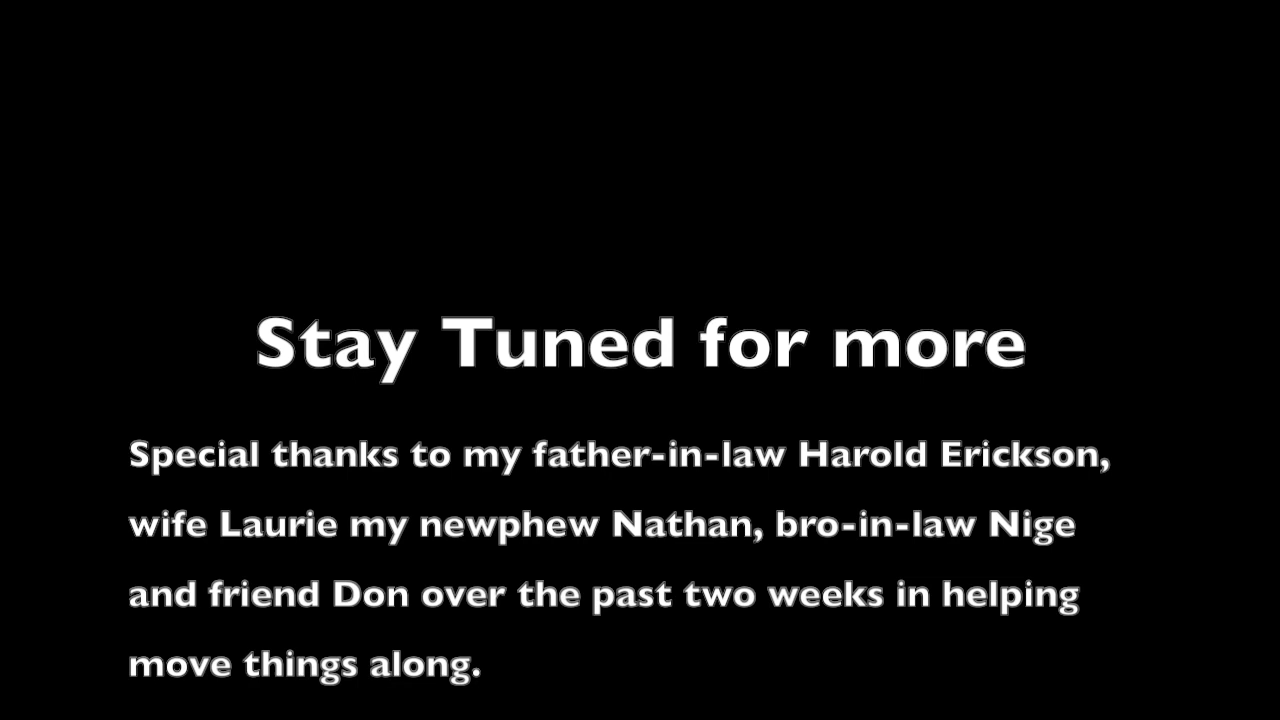 Stay Tuned for more
Special thanks to my father-in-law Harold Erickson,
wife Laurie my newphew Nathan, bro-in-law Nige
and friend Don over the past two weeks in helping
move things along.